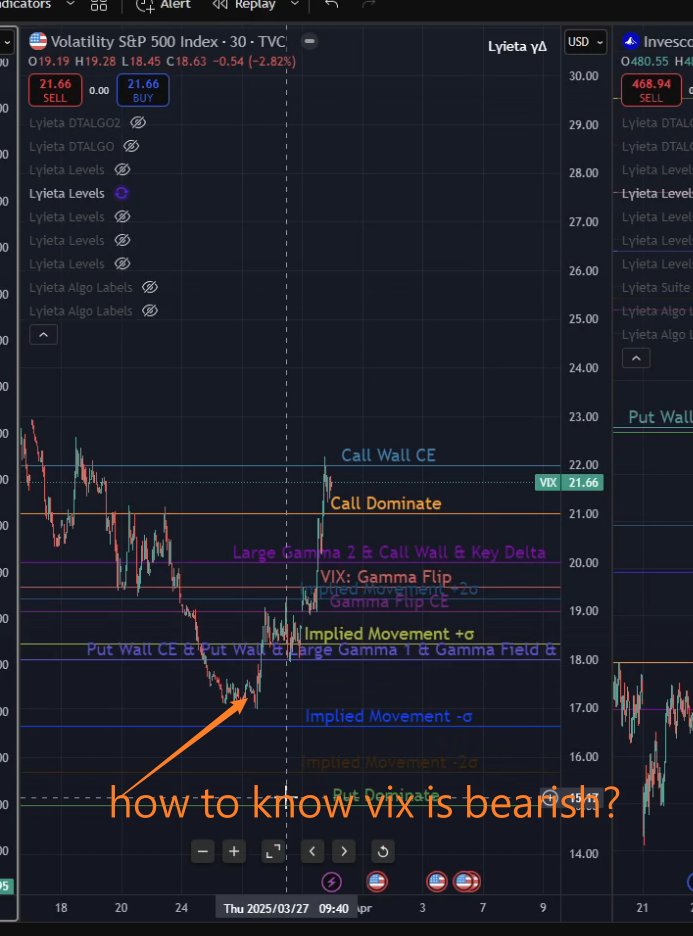 ndicators
Alert
Replay
Volatility S&P 500 Index · 30 · TVC
Lyieta γΔ
USD
Invesco
O19.19 H19.28 L18.45 C18.63 −0.54 (−2.82%)
O480.55
21.66
SELL
0.00
21.66
BUY
468.94
SELL
Lyieta DTALGO2
Lyieta DTALGO
Lyieta Levels
Lyieta Levels
Lyieta Levels
Lyieta Levels
Lyieta Levels
Lyieta Algo Labels
Lyieta Algo Labels
Lyieta DTALG
Lyieta DTALG
Lyieta Levels
Lyieta Levels
Lyieta Levels
Lyieta Levels
Lyieta Levels
Lyieta Suite
Lyieta Algo L
Lyieta Algo L
30.00
29.00
28.00
27.00
26.00
25.00
24.00
23.00
22.00
VIX 21.66
21.00
20.00
19.00
18.00
17.00
16.00
15.17
14.00
Put Wall
Call Wall CE
Call Dominate
Large Gamma 2 & Call Wall & Key Delta
VIX: Gamma Flip
Implied Movement +2σ
Gamma Flip CE
Implied Movement +σ
Put Wall CE & Put Wall & Large Gamma 1 & Gamma Field &
Implied Movement -σ
Implied Movement -2σ
Put Dominate
how to know vix is bearish?
18
20
24
Thu 2025/03/27 09:40
Apr
3
7
9
21